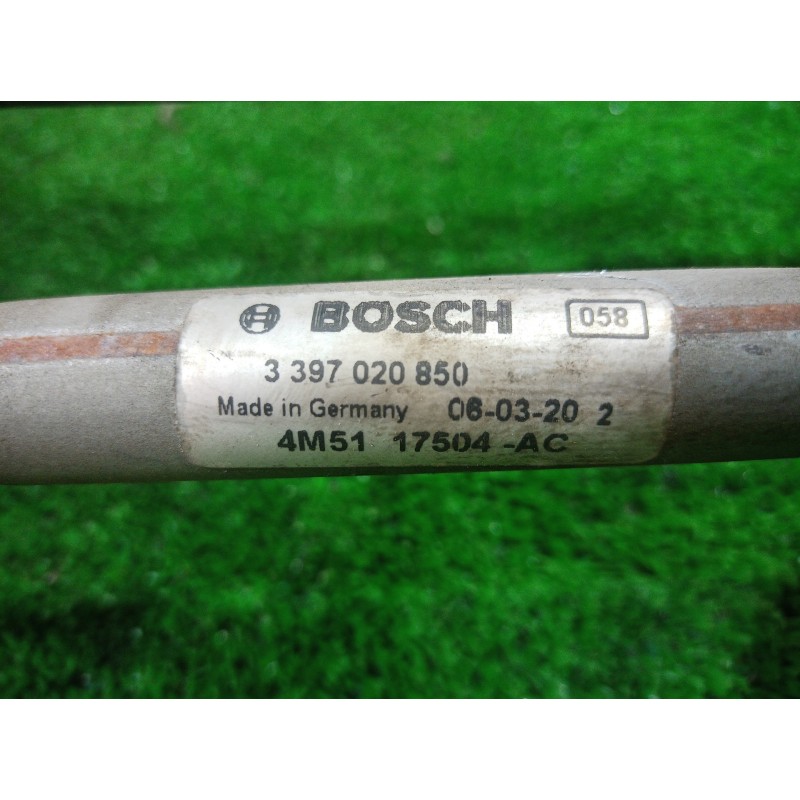 BOSCH 058
3 397 020 850
Made in Germany 06-03-20 2
4M51 17504-AC